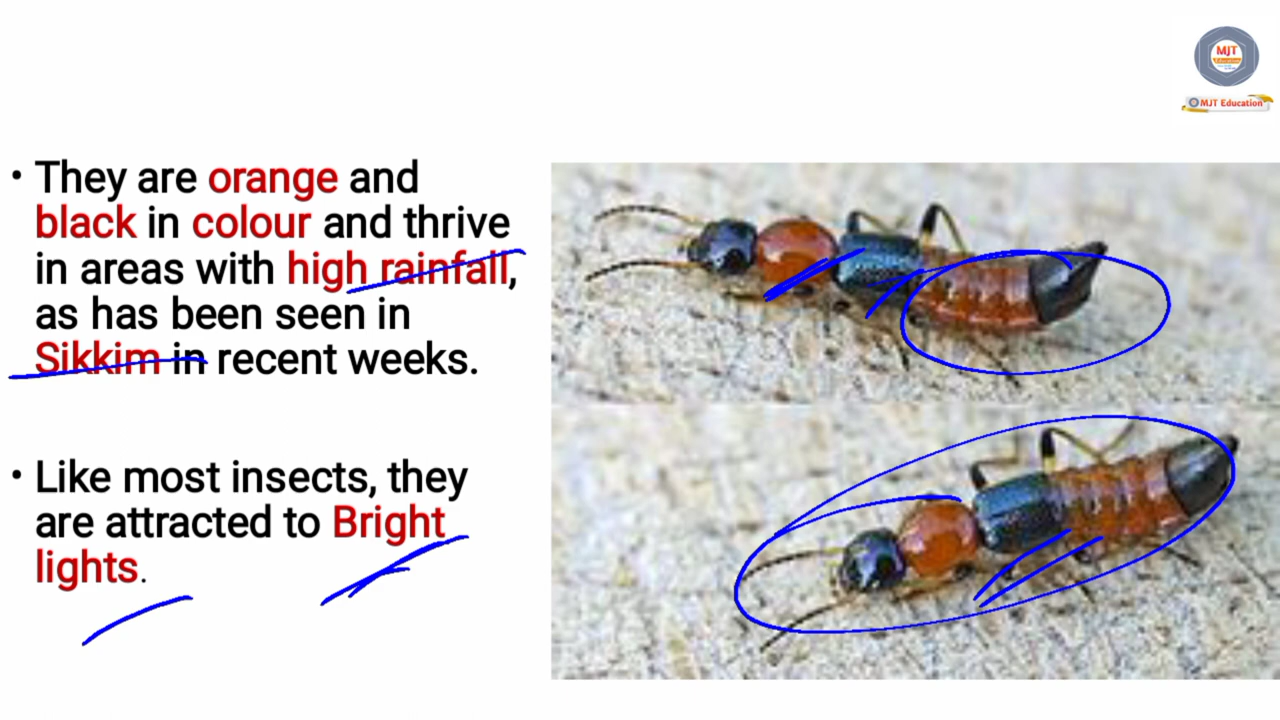 MJT
MJT Education
• They are orange and
black in colour and thrive
in areas with high rainfall,
as has been seen in
Sikkim in recent weeks.
• Like most insects, they
are attracted to Bright
lights.